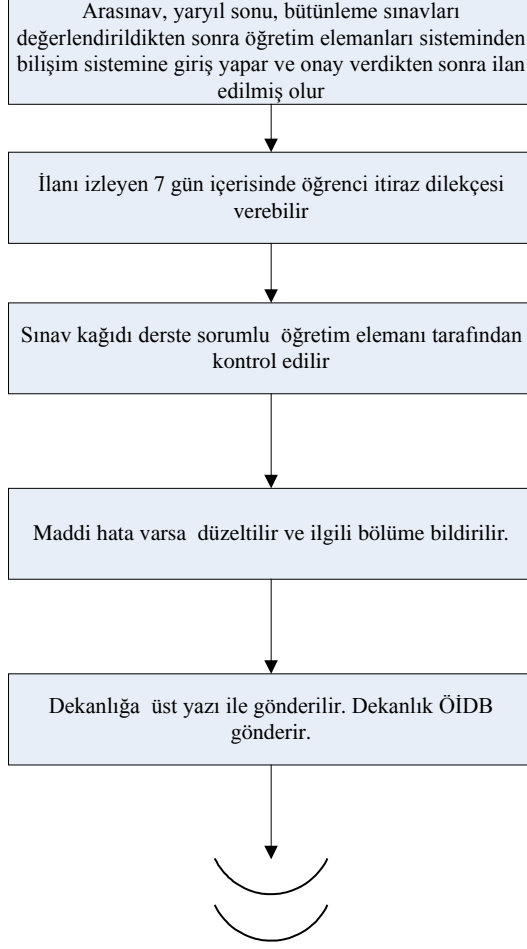 Arasınav, yarıyıl sonu, bütünleme sınavları
değerlendirildikten sonra öğretim elemanları sisteminden
bilişim sistemine giriş yapar ve onay verdikten sonra ilan
edilmiş olur
İlanı izleyen 7 gün içerisinde öğrenci itiraz dilekçesi
verebilir
Sınav kağıdı derste sorumlu öğretim elemanı tarafından
kontrol edilir
Maddi hata varsa düzeltilir ve ilgili bölüme bildirilir.
Dekanlığa üst yazı ile gönderilir. Dekanlık ÖİDB
gönderir.